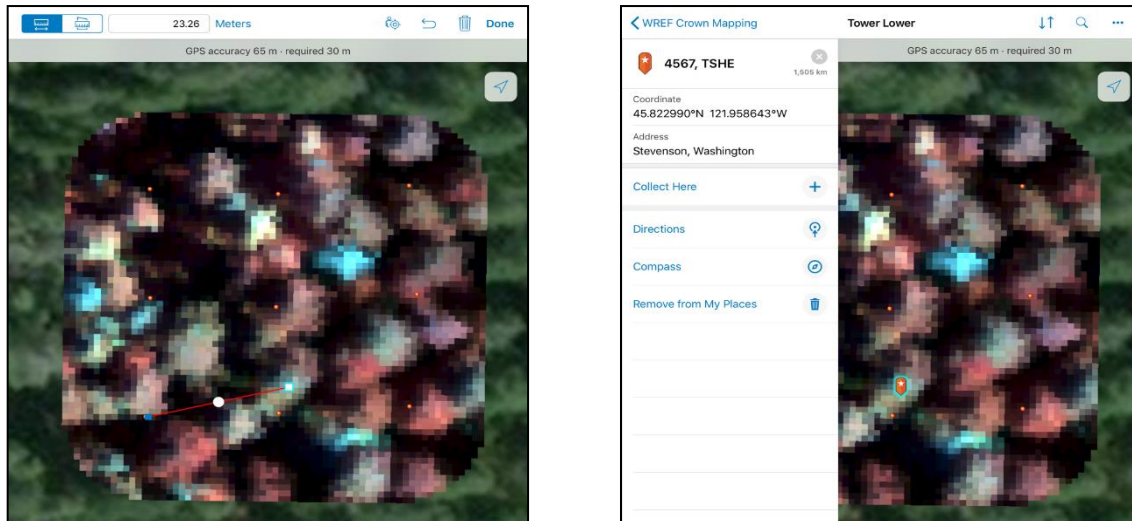 23.26 Meters Done
GPS accuracy 65 m · required 30 m
WREF Crown Mapping Tower Lower
GPS accuracy 65 m · required 30 m
4567, TSHE
1,505 km
Coordinate
45.822990°N 121.958643°W
Address
Stevenson, Washington
Collect Here
Directions
Compass
Remove from My Places